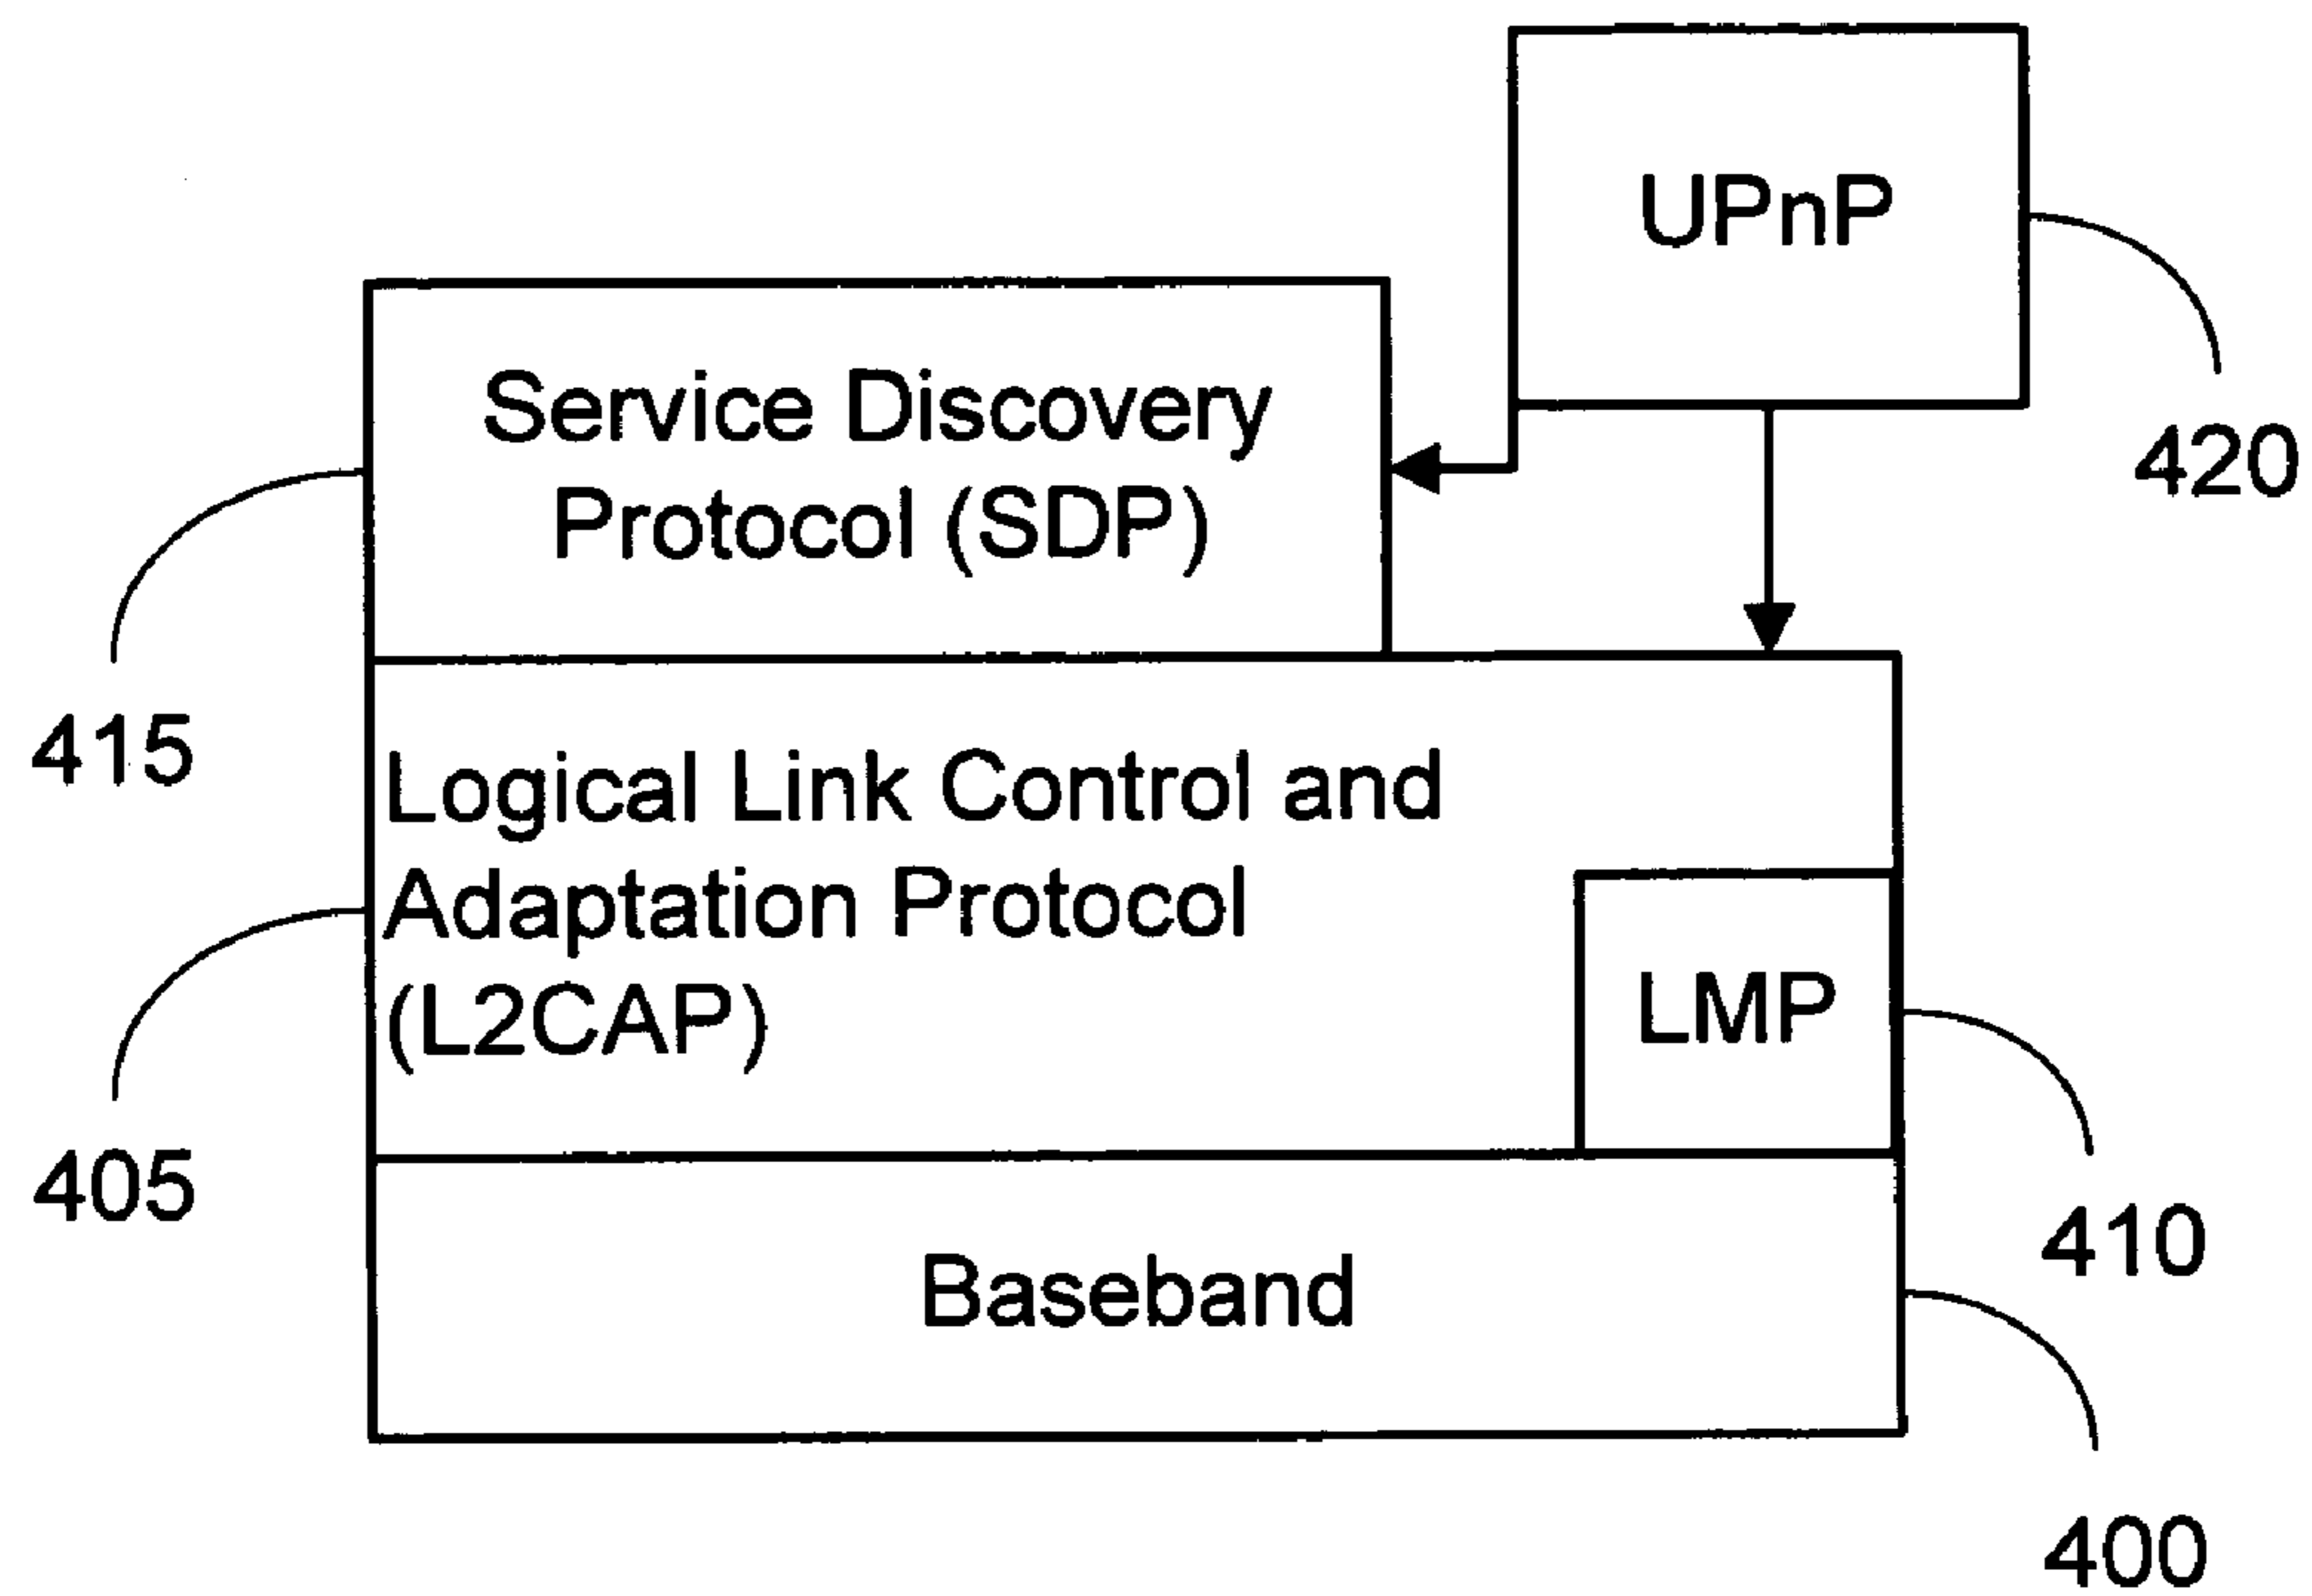 UPnP
420
Service Discovery
Protocol (SDP)
415
Logical Link Control and
Adaptation Protocol
(L2CAP)
405
LMP
410
Baseband
400